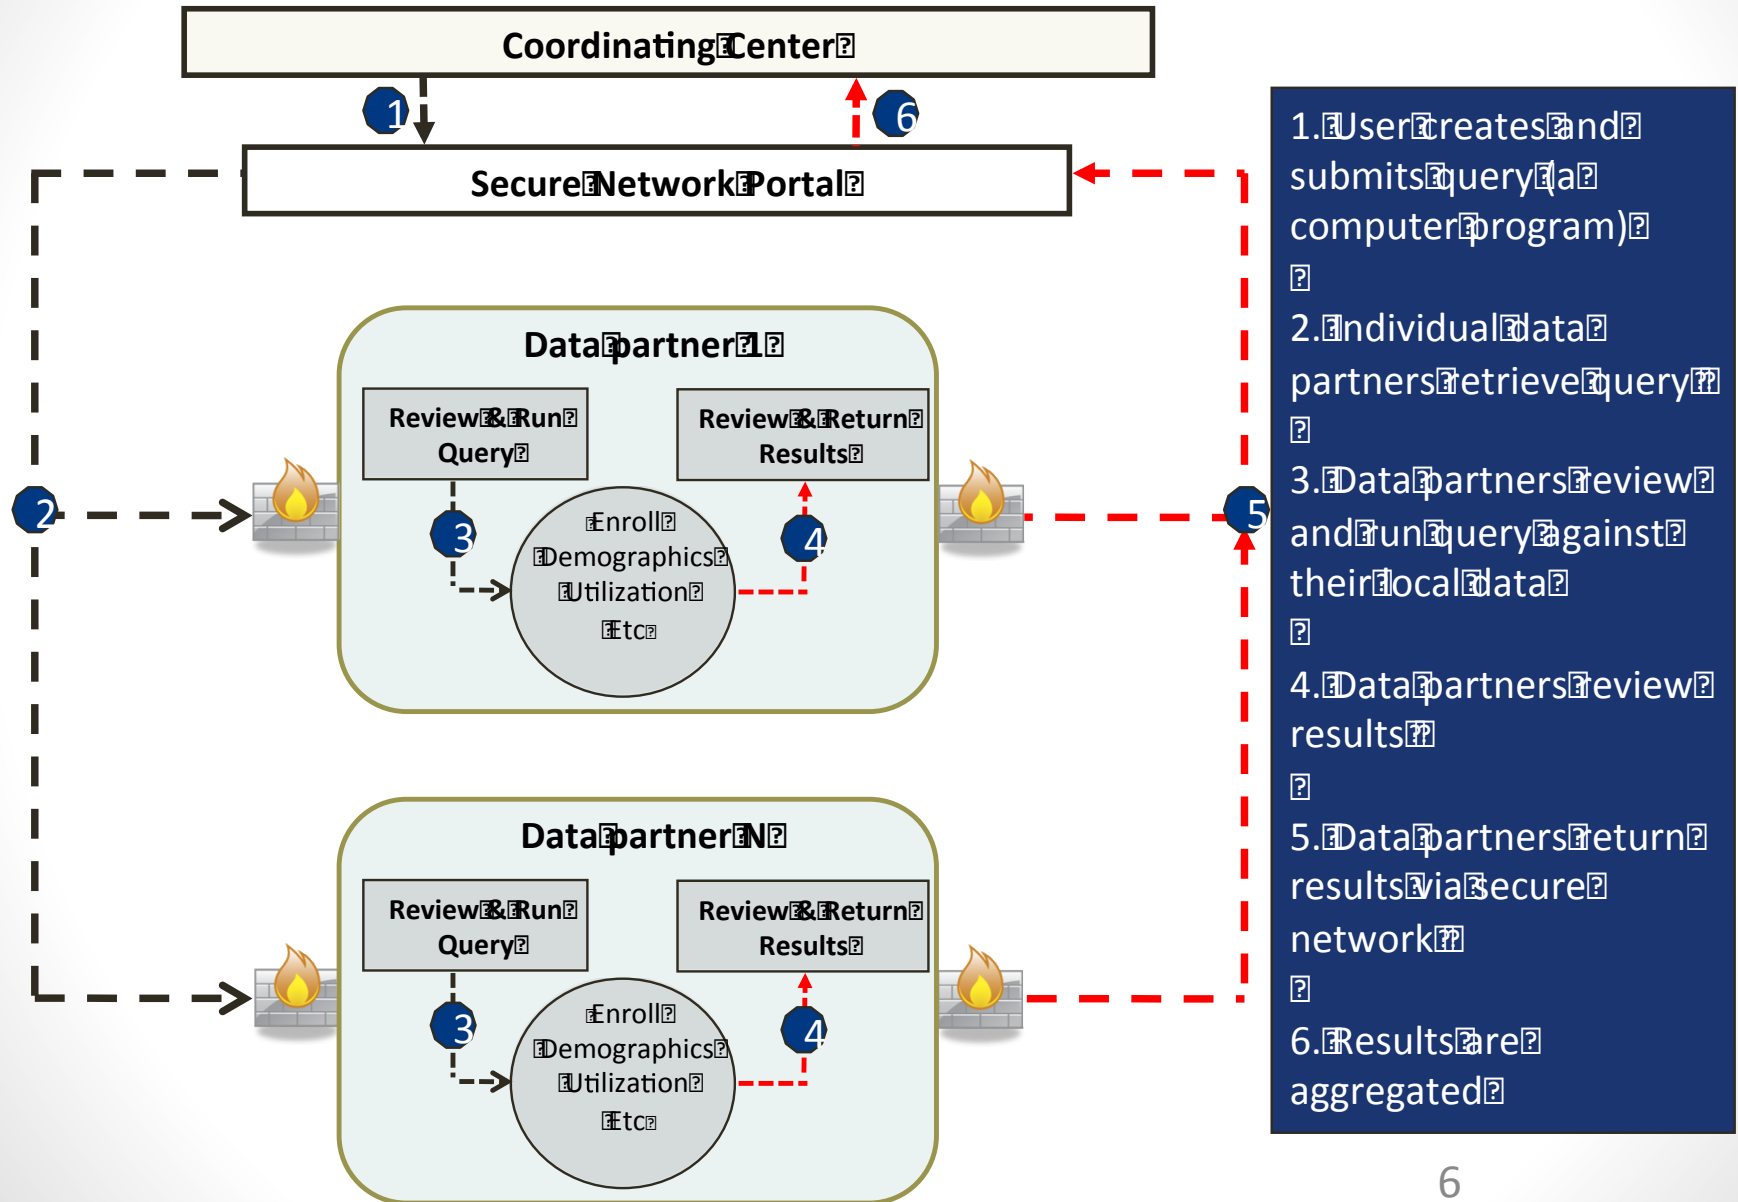 Coordinating Center
1
6
Secure Network Portal
Data partner 1
Review & Run
Query
Review & Return
Results
2
3
Enroll
Demographics
Utilization
Etc
4
5
Data partner N
Review & Run
Query
Review & Return
Results
3
Enroll
Demographics
Utilization
Etc
4
1. User creates and
submits query (a
computer program)
2. Individual data
partners retrieve query
3. Data partners review
and run query against
their local data
4. Data partners review
results
5. Data partners return
results via secure
network
6. Results are
aggregated
6